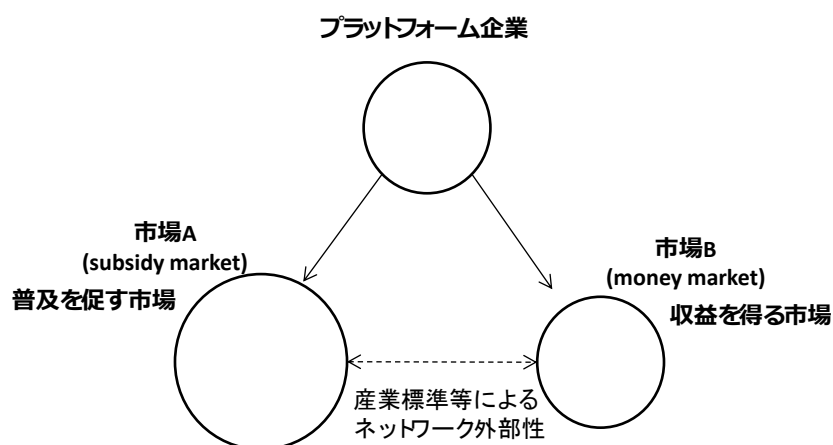 プラットフォーム企業
市場A
(subsidy market)
普及を促す市場
市場B
(money market)
収益を得る市場
産業標準等による
ネットワーク外部性